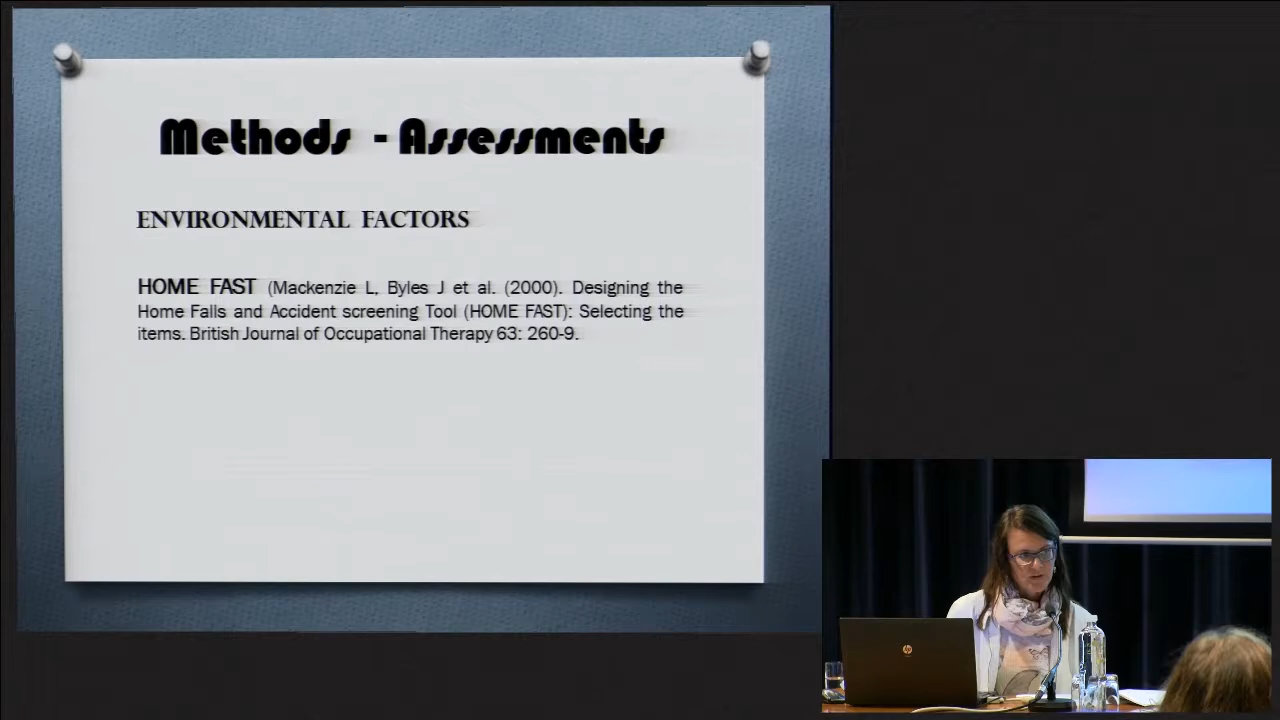 Methods - Assessments
ENVIRONMENTAL FACTORS
HOME FAST (Mackenzie L, Byles J et al. (2000). Designing the
Home Falls and Accident screening Tool (HOME FAST): Selecting the
items. British Journal of Occupational Therapy 63: 260-9.
hp